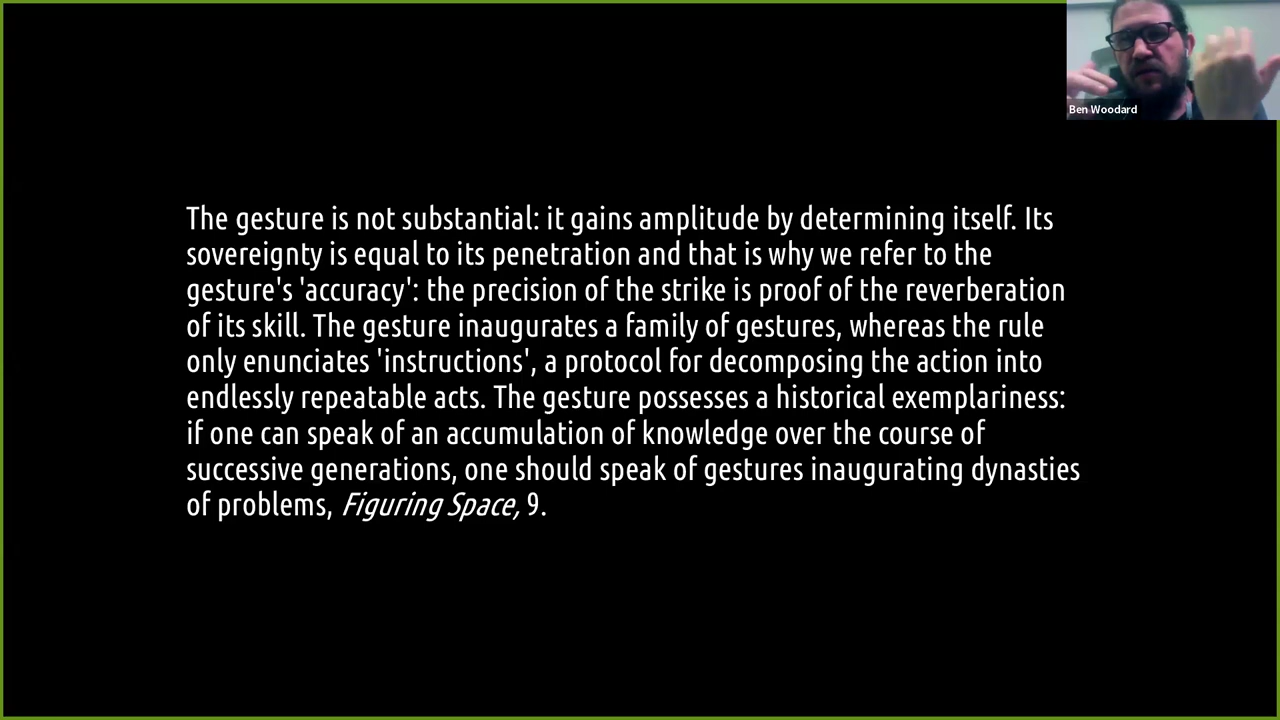 Ben Woodard
The gesture is not substantial: it gains amplitude by determining itself. Its
sovereignty is equal to its penetration and that is why we refer to the
gesture's 'accuracy': the precision of the strike is proof of the reverberation
of its skill. The gesture inaugurates a family of gestures, whereas the rule
only enunciates 'instructions', a protocol for decomposing the action into
endlessly repeatable acts. The gesture possesses a historical exemplariness:
if one can speak of an accumulation of knowledge over the course of
successive generations, one should speak of gestures inaugurating dynasties
of problems, Figuring Space, 9.